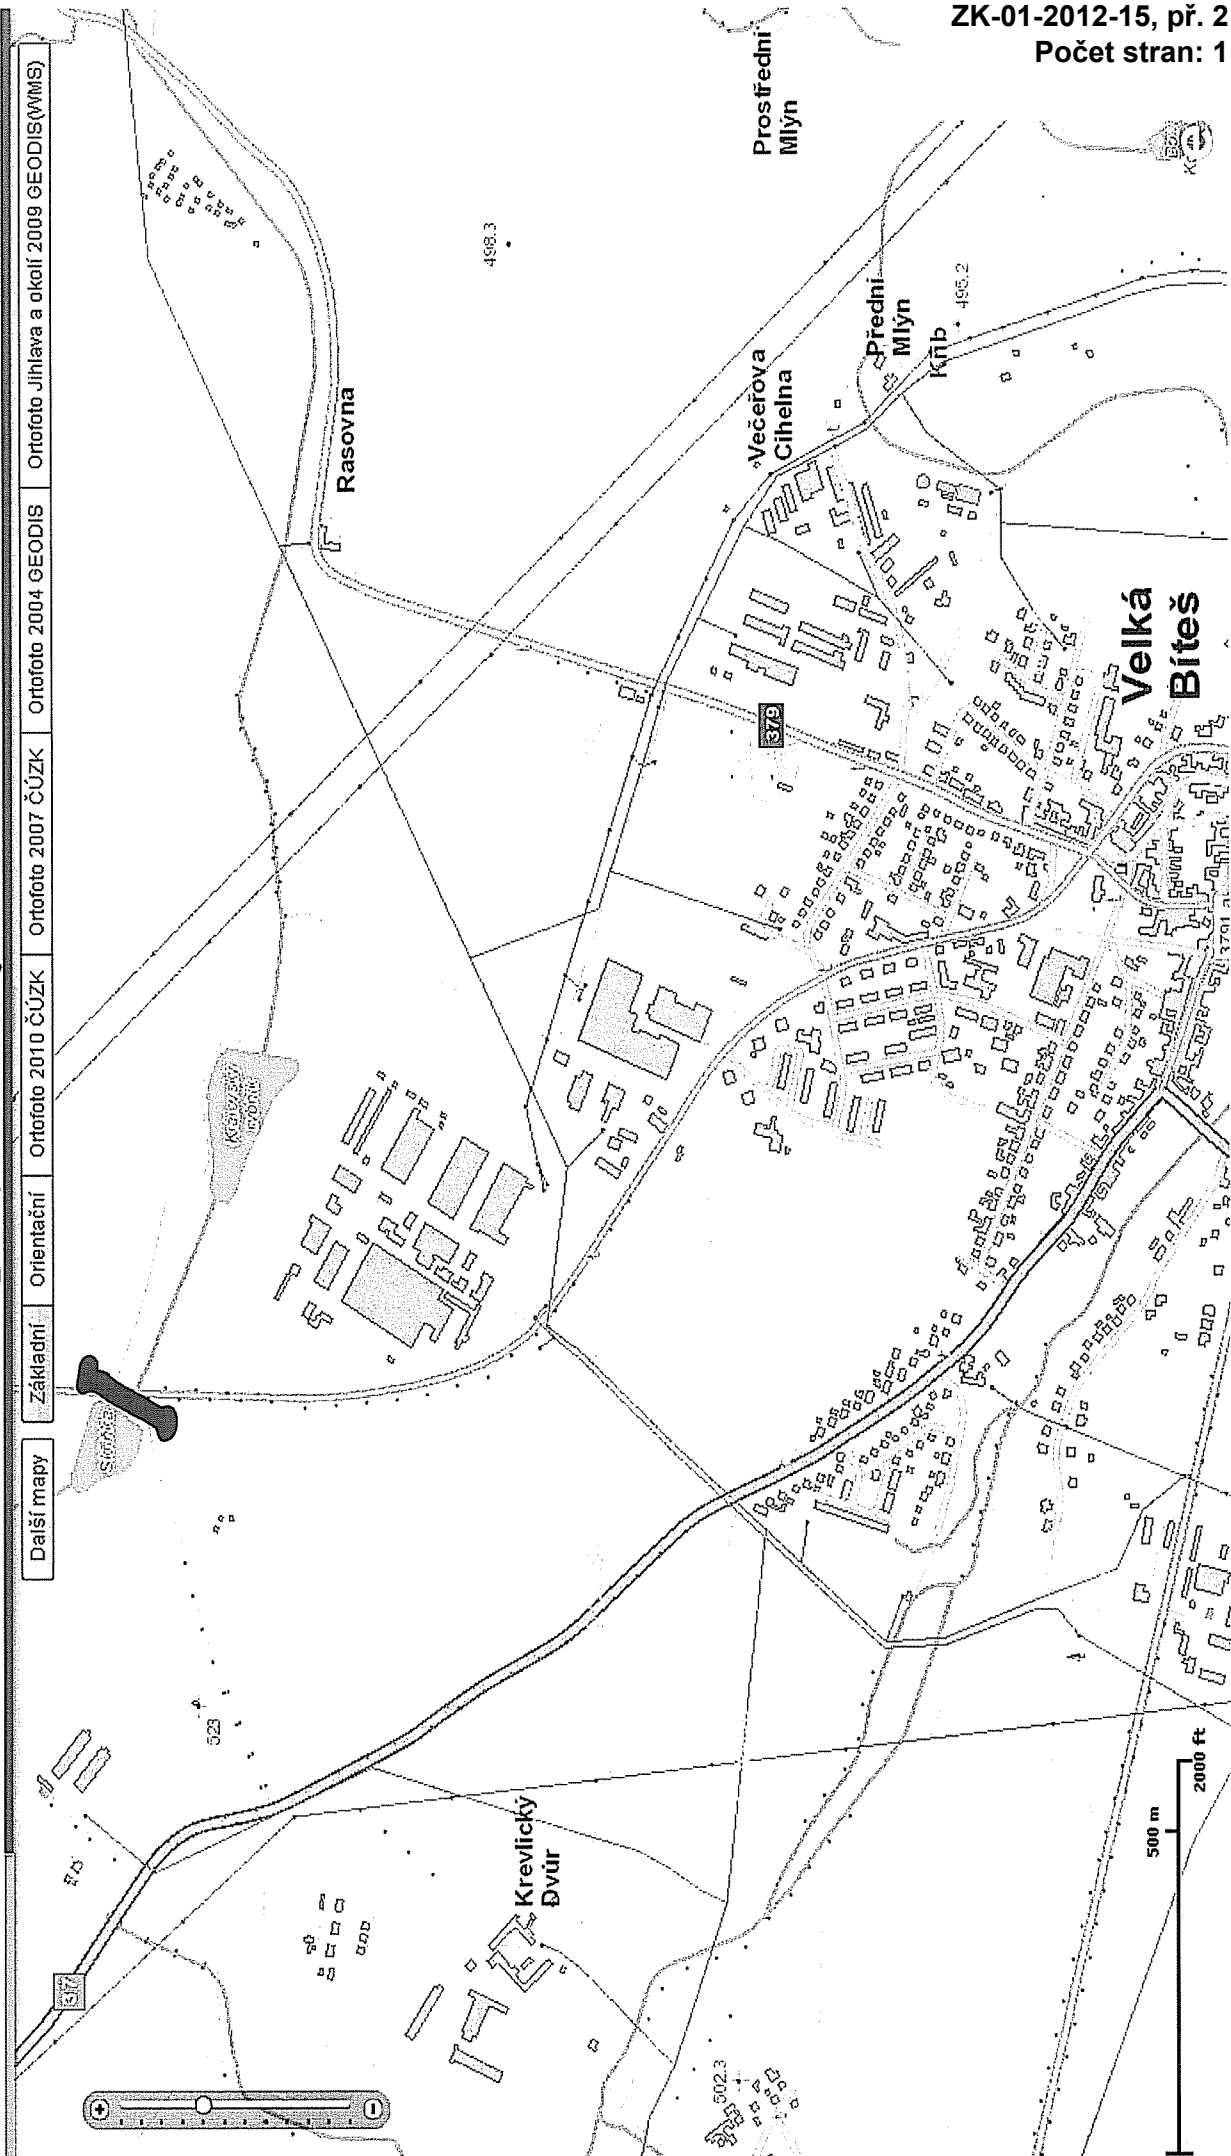 ZK-01-2012-15, př. 2
Počet stran: 1
Další mapy
Základní
Orientační
Ortofoto 2010 ČÚZK
Ortofoto 2007 ČÚZK
Ortofoto 2004 GEODIS
Ortofoto Jihlava a okolí 2009 GEODIS(WMS)
Prostřední
Mlýn
498.3
Rasovna
Večeřova
Cihelna
Přední
Mlýn
Křib
495.2
379
Velká
Bíteš
523
Krevlický
Dvůr
502.3
500 m
2000 ft